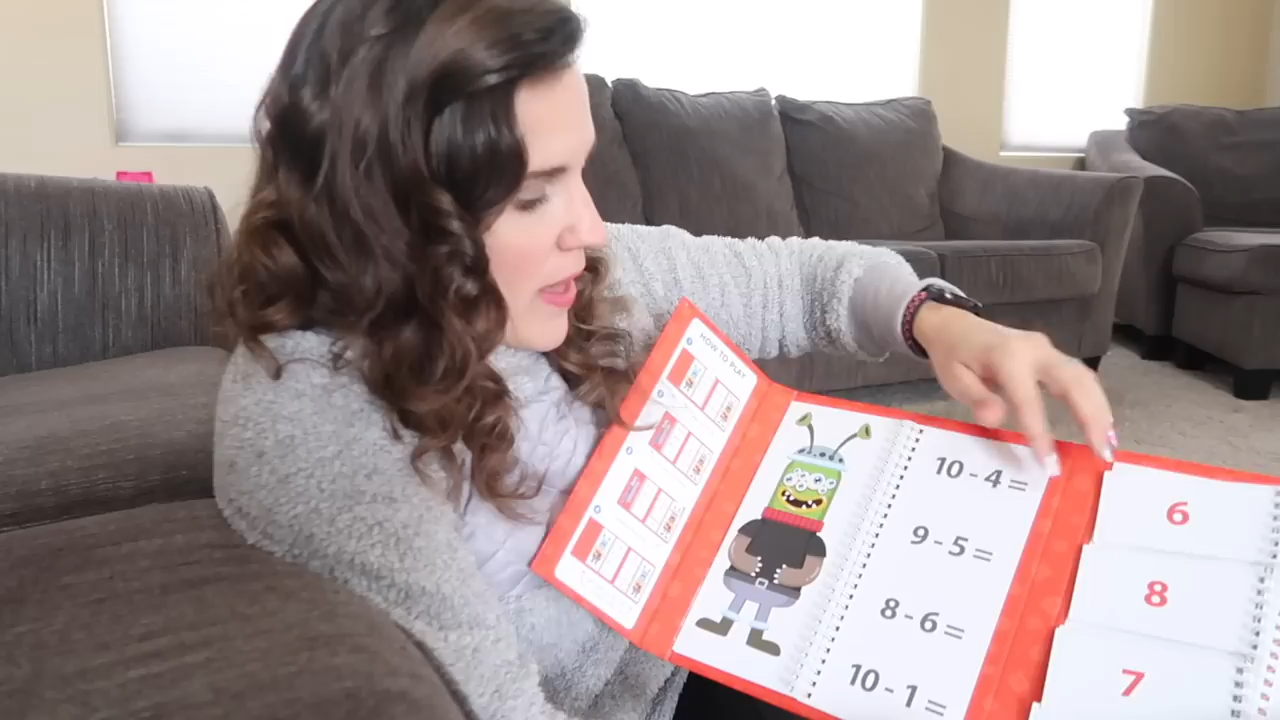 HOW TO PLAY
10 - 4 =
9 - 5 =
8 - 6 =
10 - 1 =
6
8
7